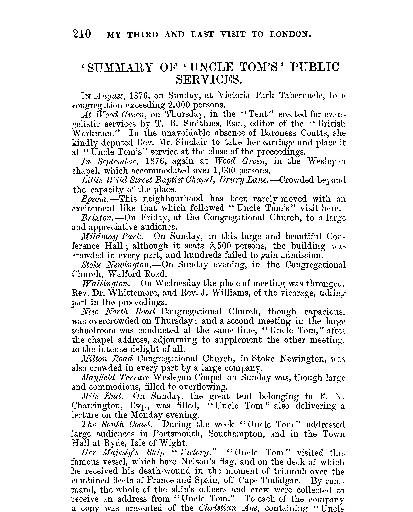 210 MY THIRD AND LAST VISIT TO LONDON.
'SUMMARY OF 'UNCLE TOM'S' PUBLIC
SERVICES.
IN August, 1876, on Sunday, at Victoria Park Tabernacle, to a
congregation exceeding 2,000 persons.
At Wood Green, on Thursday, in the "Tent" erected for evan-
gelistic services by T. B. Smithies, Esq., editor of the "British
Workman." In the unavoidable absence of Baroness Coutts, she
kindly deputed Rev. Mr. Sinclair to take her carriage and place it
at "Uncle Tom's" service at the close of the proceedings.
In September, 1876, again at Wood Green, in the Wesleyan
chapel, which accommodated over 1,600 persons.
Little Wild Street Baptist Chapel, Drury Lane.—Crowded beyond
the capacity of the place.
Epsom.—This neighbourhood has been rarely moved with an
excitement like that which followed "Uncle Tom's" visit here.
Brixton.—On Friday, at the Congregational Church, to a large
and appreciative audience.
Mildmay Park. On Sunday, in this large and beautiful Con-
ference Hall; although it seats 3,500 persons, the building was
crowded in every part, and hundreds failed to gain admission.
Stoke Newington.—On Sunday evening, in the Congregational
Church, Walford Road.
On Wednesday the place of meeting was thronged,
Rev. Dr. Whittemore, and Rev. J. Williams, of the vicarage, taking
part in the proceedings.
New North Road Congregational Church, though capacious,
was overcrowded on Thursday; and a second meeting in the large
schoolroom was conducted at the same time, "Uncle Tom," after
the chapel address, adjourning to supplement the other meeting,
to the intense delight of all.
Milton Road Congregational Church, in Stoke Newington, was
also crowded in every part by a large company.
Mayfield Terrace Wesleyan Chapel on Sunday was, though large
and commodious, filled to overflowing.
Mile End. On Sunday, the great tent belonging to F. N.
Charrington, Esq., was filled, "Uncle Tom" also delivering a
lecture on the Monday evening.
The South Coast. During the week "Uncle Tom" addressed
large audiences in Portsmouth, Southampton, and in the Town
Hall at Ryde, Isle of Wight.
Her Majesty's Ship "Victory." "Uncle Tom" visited this
famous vessel, which bore Nelson's flag, and on the deck of which
he received his death-wound in the moment of triumph over the
combined fleets of France and Spain, off Cape Trafalgar. By com-
mand, the whole of the ship's officers and crew were collected to
receive an address from "Uncle Tom." To each of the company
a copy was presented of the Christian Age, containing "Uncle